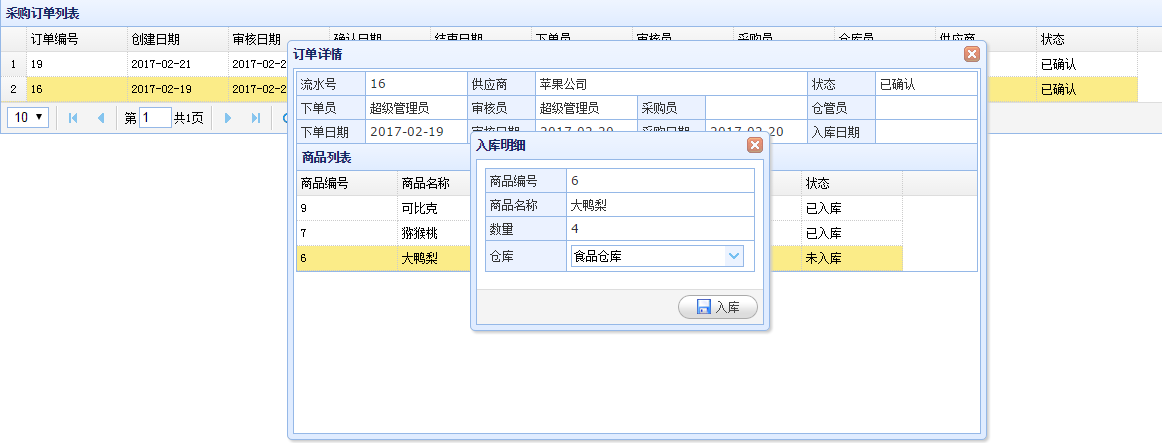 采购订单列表
订单编号 创建日期 审核日期 确认日期 结束日期 下单员 审核员 采购员 仓库员 供应商 状态
1 19 2017-02-21 2017-02-2 已确认
2 16 2017-02-19 2017-02-2 已确认
10 第 1 共1页
订单详情
流水号 16 供应商 苹果公司 状态 已确认
下单员 超级管理员 审核员 超级管理员 采购员 仓管员
下单日期 2017-02-19 审核日期 2017-02-20 采购日期 2017-02-20 入库日期
商品列表
商品编号 商品名称 状态
9 可比克 已入库
7 猕猴桃 已入库
6 大鸭梨 未入库
入库明细
商品编号 6
商品名称 大鸭梨
数量 4
仓库 食品仓库
入库